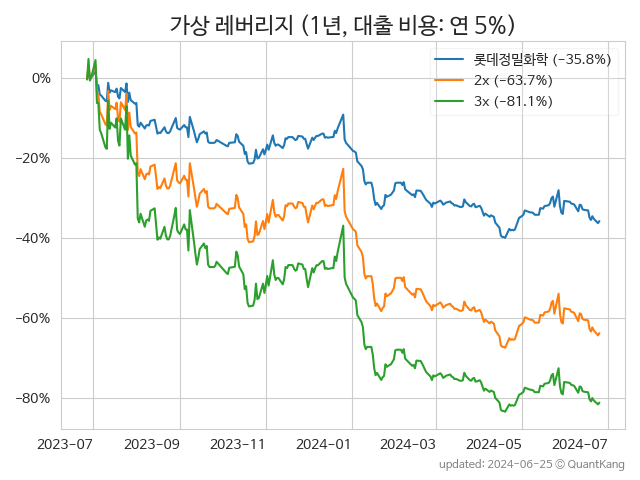 가상 레버리지 (1년, 대출 비용: 연 5%)
롯데정밀화학 (−35.8%)
2x (−63.7%)
3x (−81.1%)
0%
−20%
−40%
−60%
−80%
2023-07 2023-09 2023-11 2024-01 2024-03 2024-05 2024-07
updated: 2024-06-25 © QuantKang